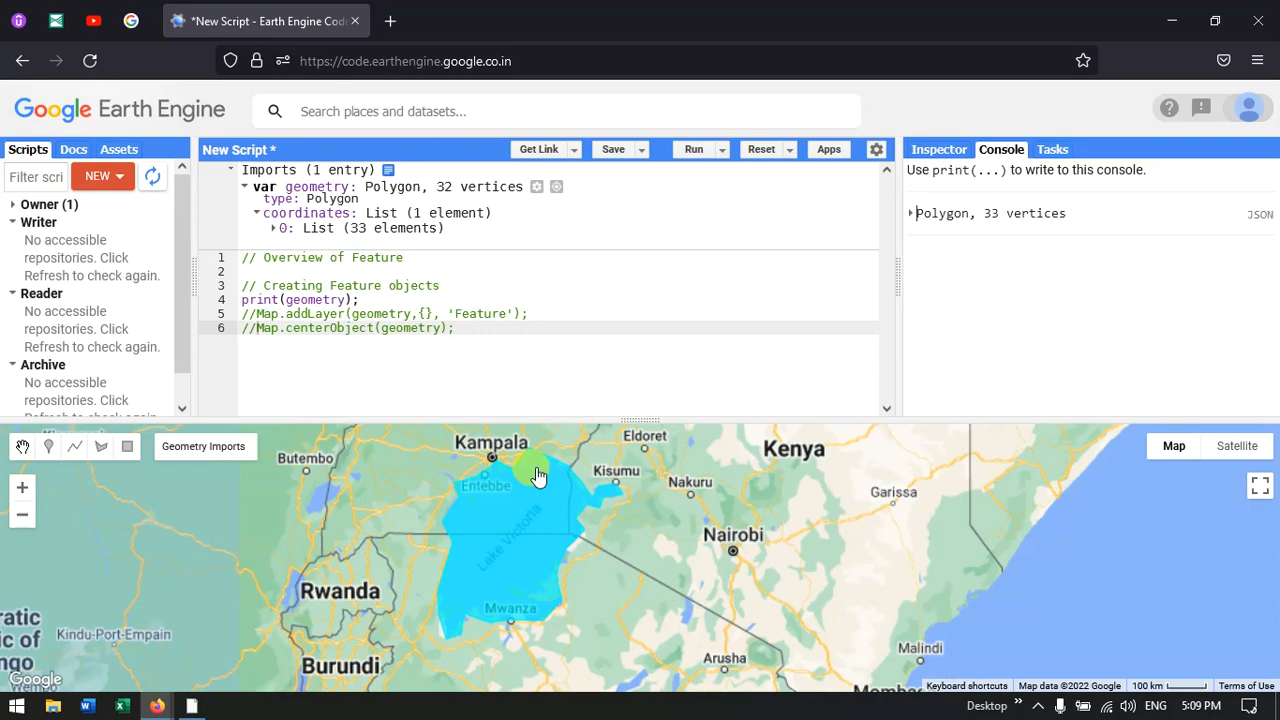 *New Script - Earth Engine Cod
https://code.earthengine.google.co.in
Google Earth Engine
Search places and datasets...
Scripts Docs Assets
Filter scri
NEW
Owner (1)
Writer
No accessible
repositories. Click
Refresh to check again.
Reader
No accessible
repositories. Click
Refresh to check again.
Archive
No accessible
repositories. Click
New Script *
Get Link Save Run Reset Apps
Imports (1 entry)
var geometry: Polygon, 32 vertices
type: Polygon
coordinates: List (1 element)
0: List (33 elements)
1 // Overview of Feature
2
3 // Creating Feature objects
4 print(geometry);
5 //Map.addLayer(geometry,{}, 'Feature');
6 //Map.centerObject(geometry);
Inspector Console Tasks
Use print(...) to write to this console.
Polygon, 33 vertices
JSON
Geometry Imports
Map Satellite
Kampala
Eldoret
Kenya
Butembo
Entebbe
Kisumu
Nakuru
Garissa
Lake Victoria
Nairobi
Rwanda
Mwanza
Kindu-Port-Empain
Burundi
Arusha
Malindi
Google
Keyboard shortcuts Map data ©2022 Google 100 km Terms of Use
Desktop ENG 5:09 PM